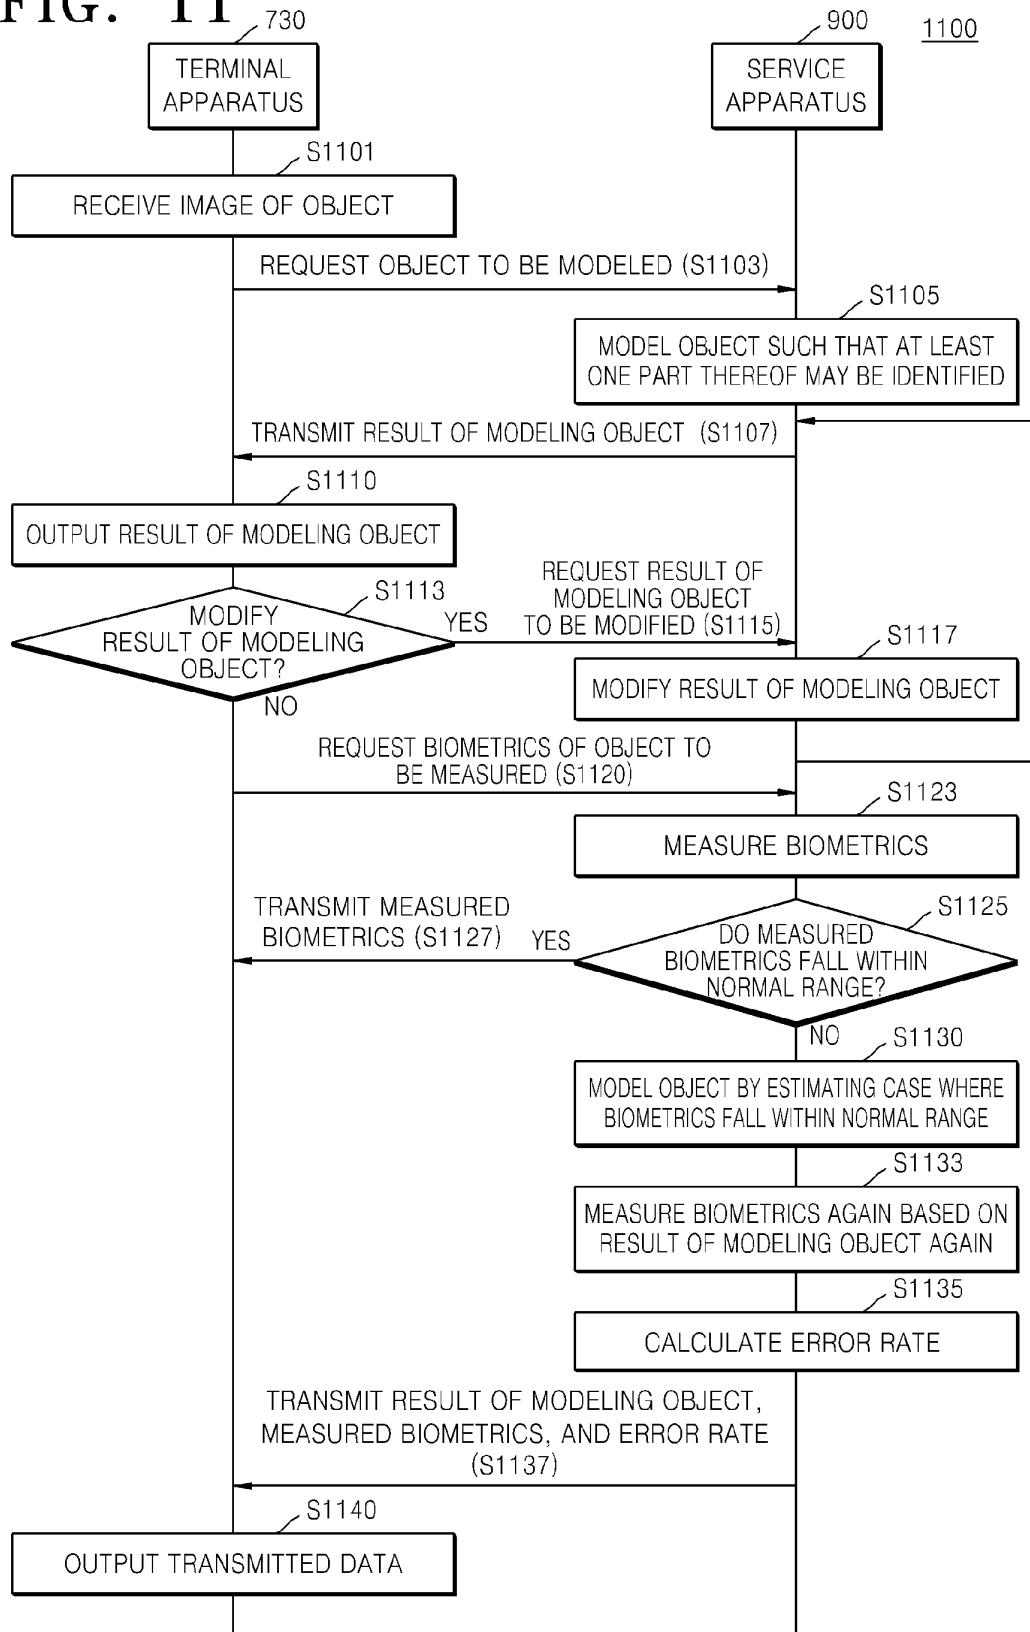 FIG. 11
730
900
1100
TERMINAL
APPARATUS
SERVICE
APPARATUS
S1101
RECEIVE IMAGE OF OBJECT
REQUEST OBJECT TO BE MODELED (S1103)
S1105
MODEL OBJECT SUCH THAT AT LEAST
ONE PART THEREOF MAY BE IDENTIFIED
TRANSMIT RESULT OF MODELING OBJECT (S1107)
S1110
OUTPUT RESULT OF MODELING OBJECT
S1113
MODIFY
RESULT OF MODELING
OBJECT?
YES
NO
REQUEST RESULT OF
MODELING OBJECT
TO BE MODIFIED (S1115)
S1117
MODIFY RESULT OF MODELING OBJECT
REQUEST BIOMETRICS OF OBJECT TO
BE MEASURED (S1120)
S1123
MEASURE BIOMETRICS
S1125
DO MEASURED
BIOMETRICS FALL WITHIN
NORMAL RANGE?
TRANSMIT MEASURED
BIOMETRICS (S1127)
YES
NO
S1130
MODEL OBJECT BY ESTIMATING CASE WHERE
BIOMETRICS FALL WITHIN NORMAL RANGE
S1133
MEASURE BIOMETRICS AGAIN BASED ON
RESULT OF MODELING OBJECT AGAIN
S1135
CALCULATE ERROR RATE
TRANSMIT RESULT OF MODELING OBJECT,
MEASURED BIOMETRICS, AND ERROR RATE
(S1137)
S1140
OUTPUT TRANSMITTED DATA